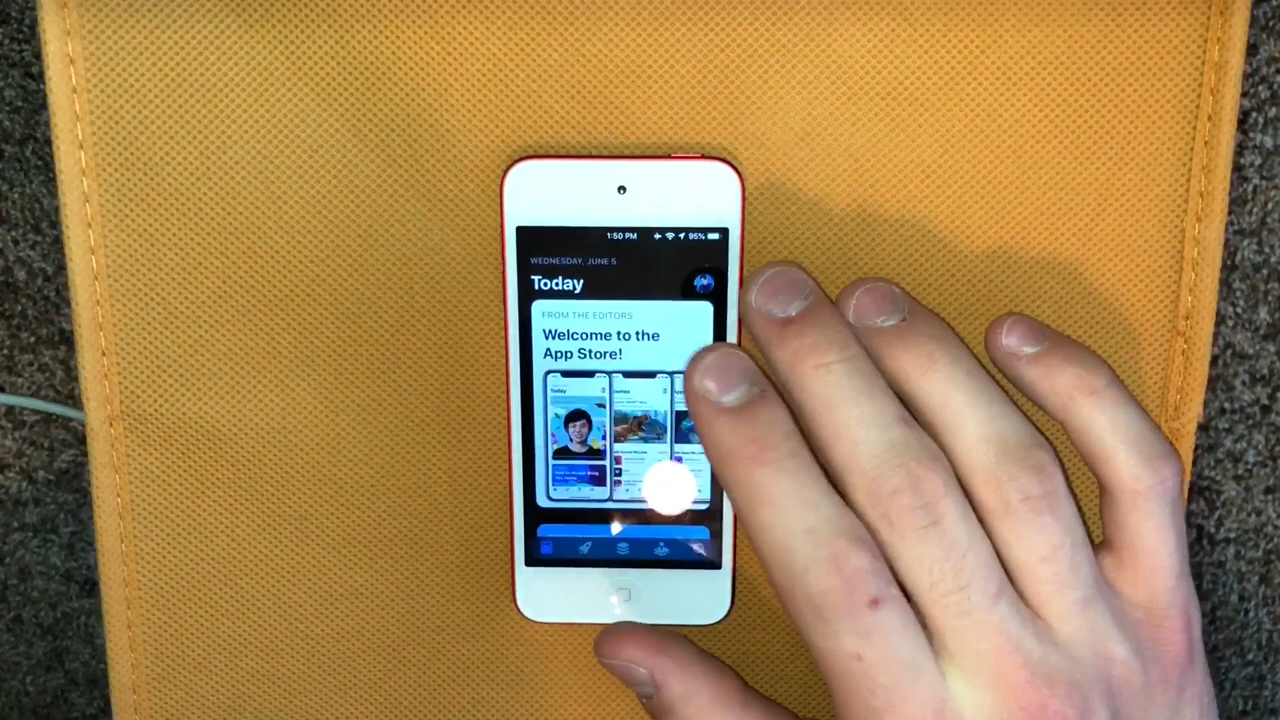 1:50 PM 95%
WEDNESDAY, JUNE 5
Today
FROM THE EDITORS
Welcome to the
App Store!
Today